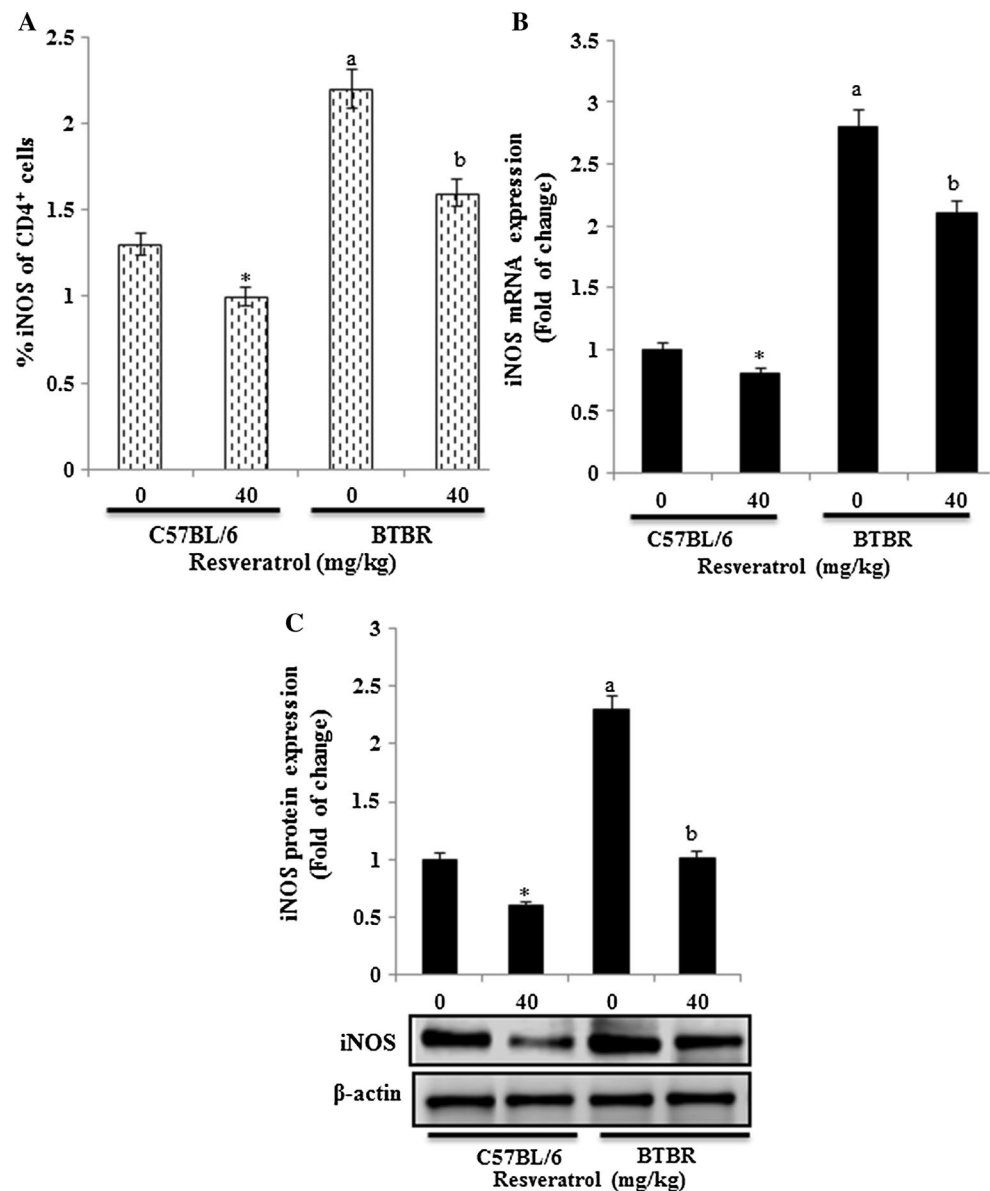 A
% iNOS of CD4⁺ cells
2.5
2
1.5
1
0.5
0
a
b
*
0 40 0 40
C57BL/6 BTBR
Resveratrol (mg/kg)
B
iNOS mRNA expression
(Fold of change)
3.5
3
2.5
2
1.5
1
0.5
0
a
b
*
0 40 0 40
C57BL/6 BTBR
Resveratrol (mg/kg)
C
iNOS protein expression
(Fold of change)
3
2.5
2
1.5
1
0.5
0
a
b
*
0 40 0 40
iNOS
β-actin
C57BL/6 BTBR
Resveratrol (mg/kg)